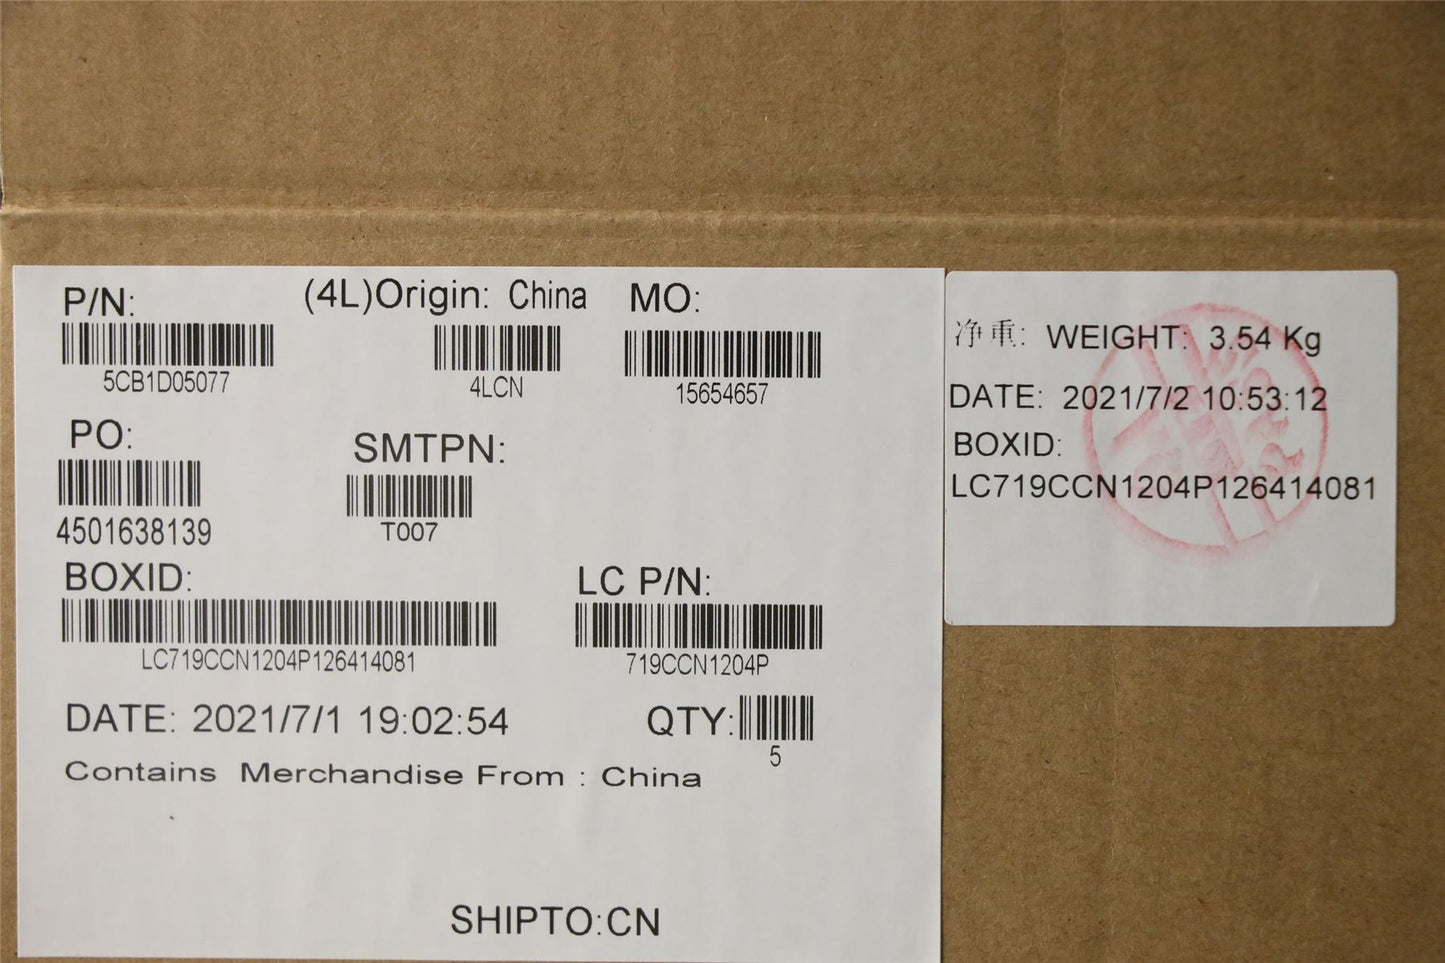 P/N:
(4L)Origin: China
MO:
5CB1D05077
4LCN
15654657
PO:
SMTPN:
4501638139
T007
BOXID:
LC P/N:
LC719CCN1204P126414081
719CCN1204P
DATE: 2021/7/1 19:02:54
QTY:
5
Contains Merchandise From : China
SHIPTO:CN
净重: WEIGHT: 3.54 Kg
DATE: 2021/7/2 10:53:12
BOXID:
LC719CCN1204P126414081